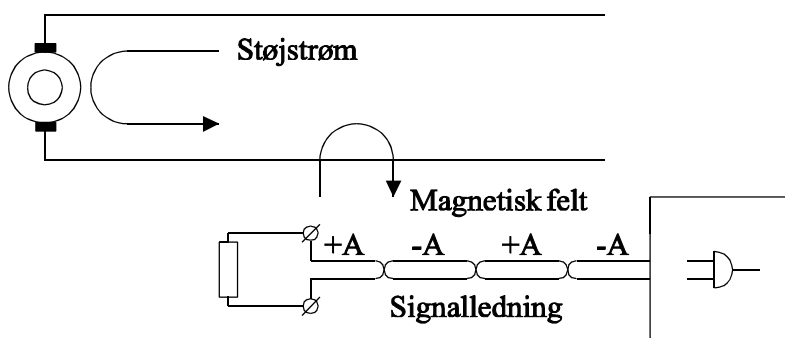 Støjstrøm
Magnetisk felt
+A -A +A -A
Signalledning